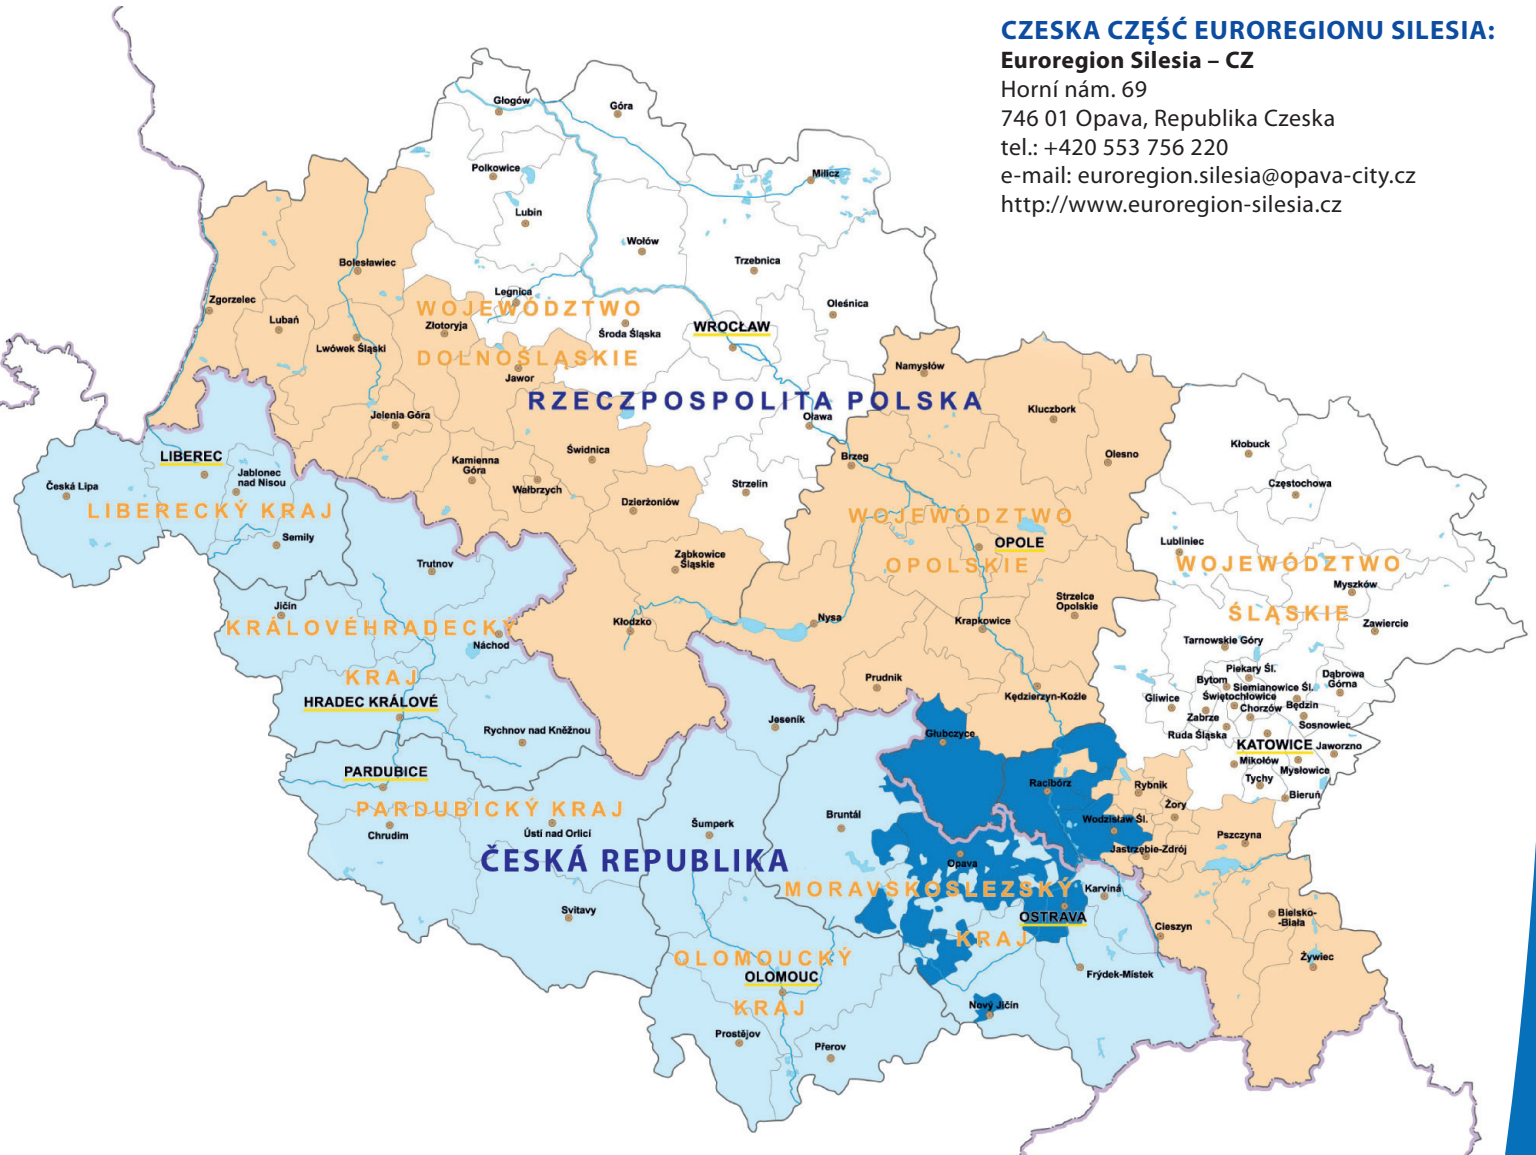 CZESKA CZĘŚĆ EUROREGIONU SILESIA:
Euroregion Silesia – CZ
Horní nám. 69
746 01 Opava, Republika Czeska
tel.: +420 553 756 220
e-mail: euroregion.silesia@opava-city.cz
http://www.euroregion-silesia.cz
Głogów
Góra
Polkowice
Milicz
Lubin
Wołów
Trzebnica
Bolesławiec
Zgorzelec
Legnica
Oleśnica
WOJEWÓDZTWO
Lubań
Złotoryja
Środa Śląska
WROCŁAW
Lwówek Śląski
DOLNOŚLĄSKIE
Jawor
Namysłów
RZECZPOSPOLITA POLSKA
Jelenia Góra
Oława
Kluczbork
Kłobuck
LIBEREC
Jablonec
nad Nisou
Kamienna
Góra
Świdnica
Brzeg
Olesno
Česká Lipa
Wałbrzych
Strzelin
Częstochowa
LIBERECKÝ KRAJ
Dzierżoniów
WOJEWÓDZTWO
Semily
OPOLE
Lubliniec
Trutnov
Ząbkowice
Śląskie
OPOLSKIE
WOJEWÓDZTWO
Myszków
Jičín
Strzelce
Opolskie
ŚLĄSKIE
KRÁLOVÉHRADECKÝ
Kłodzko
Nysa
Krapkowice
Zawiercie
Náchod
Tarnowskie Góry
KRAJ
Prudnik
Piekary Śl.
Dąbrowa
Górna
Bytom
Siemianowice Śl.
HRADEC KRÁLOVÉ
Kędzierzyn-Koźle
Gliwice
Świętochłowice
Chorzów
Będzin
Jeseník
Zabrze
Sosnowiec
Rychnov nad Kněžnou
Głubczyce
Ruda Śląska
KATOWICE
Jaworzno
PARDUBICE
Mikołów
Mysłowice
Racibórz
Rybnik
Tychy
Bieruń
PARDUBICKÝ KRAJ
Żory
Chrudim
Ústí nad Orlicí
Šumperk
Bruntál
Wodzisław Śl.
Pszczyna
ČESKÁ REPUBLIKA
Jastrzębie-Zdrój
Opava
MORAVSKOSLEZSKÝ
Karviná
Svitavy
OSTRAVA
Bielsko-
-Biała
KRAJ
Cieszyn
OLOMOUCKÝ
OLOMOUC
Żywiec
Frýdek-Místek
KRAJ
Nový Jičín
Prostějov
Přerov